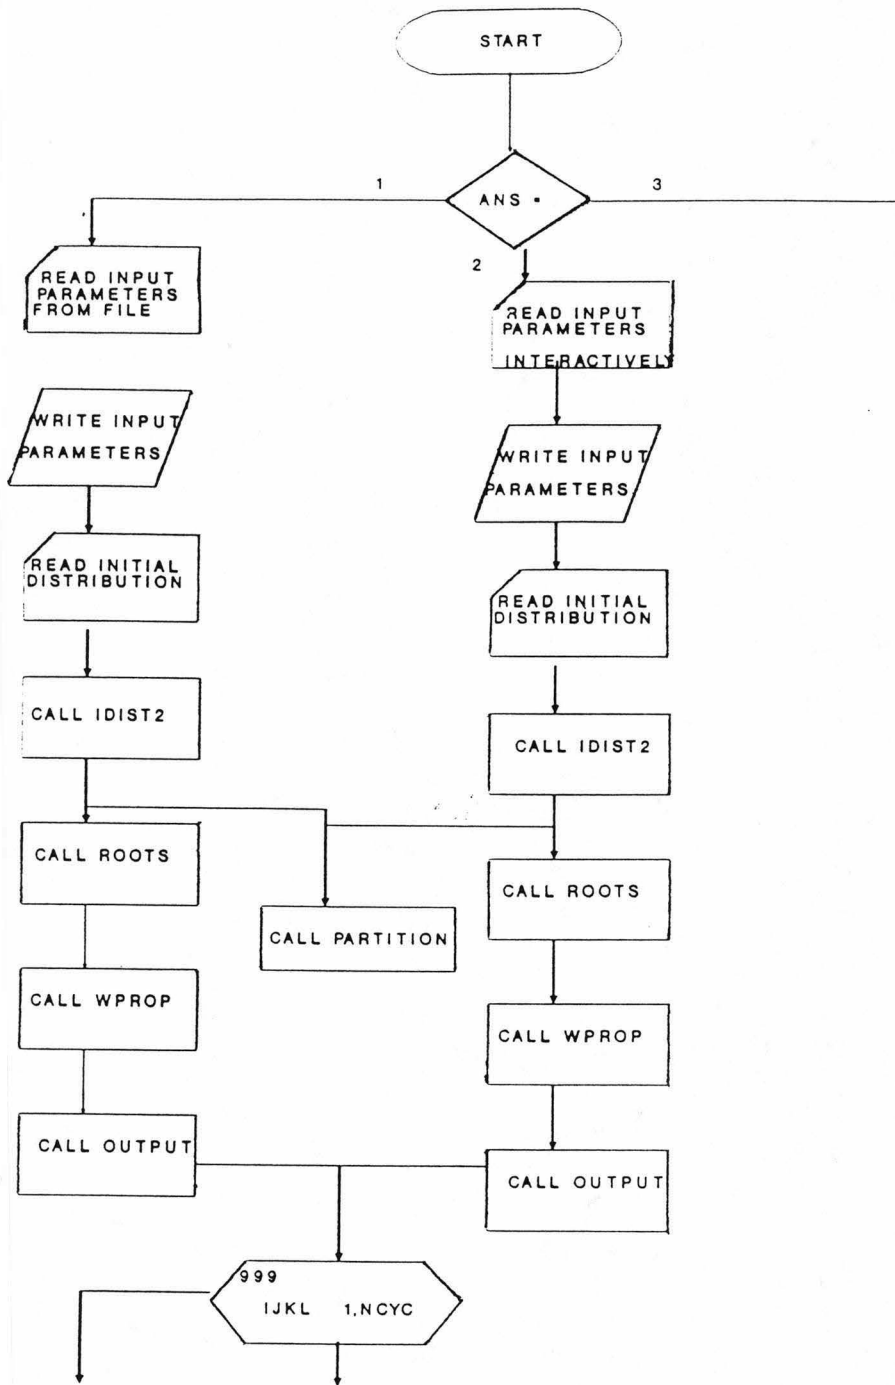 START
1
ANS =
3
2
READ INPUT
PARAMETERS
FROM FILE
READ INPUT
PARAMETERS
INTERACTIVELY
WRITE INPUT
PARAMETERS
WRITE INPUT
PARAMETERS
READ INITIAL
DISTRIBUTION
READ INITIAL
DISTRIBUTION
CALL IDIST2
CALL IDIST2
CALL ROOTS
CALL ROOTS
CALL PARTITION
CALL WPROP
CALL WPROP
CALL OUTPUT
CALL OUTPUT
999
IJKL 1,NCYC